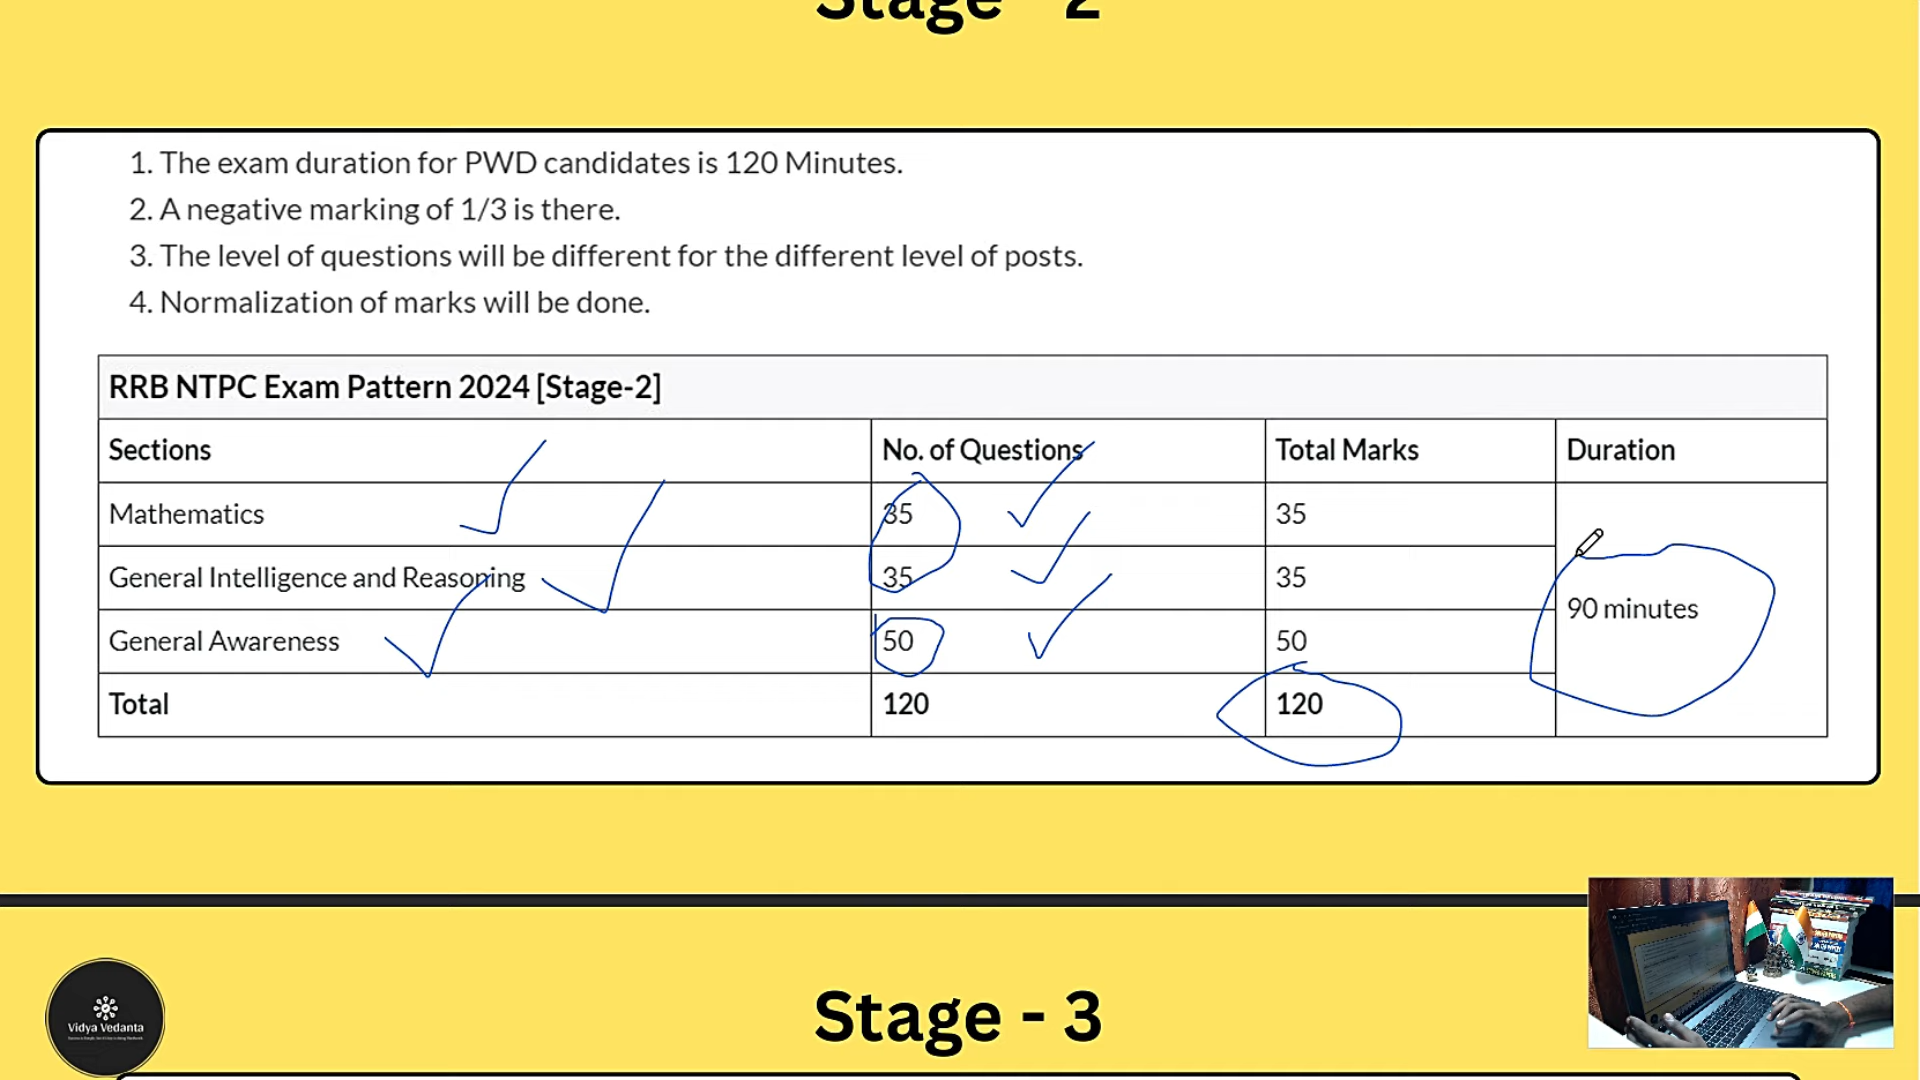 Stage - 2
1. The exam duration for PWD candidates is 120 Minutes.
2. A negative marking of 1/3 is there.
3. The level of questions will be different for the different level of posts.
4. Normalization of marks will be done.
RRB NTPC Exam Pattern 2024 [Stage-2]
Sections No. of Questions Total Marks Duration
Mathematics 35 35
General Intelligence and Reasoning 35 35
90 minutes
General Awareness 50 50
Total 120 120
Stage - 3
Vidya Vedanta